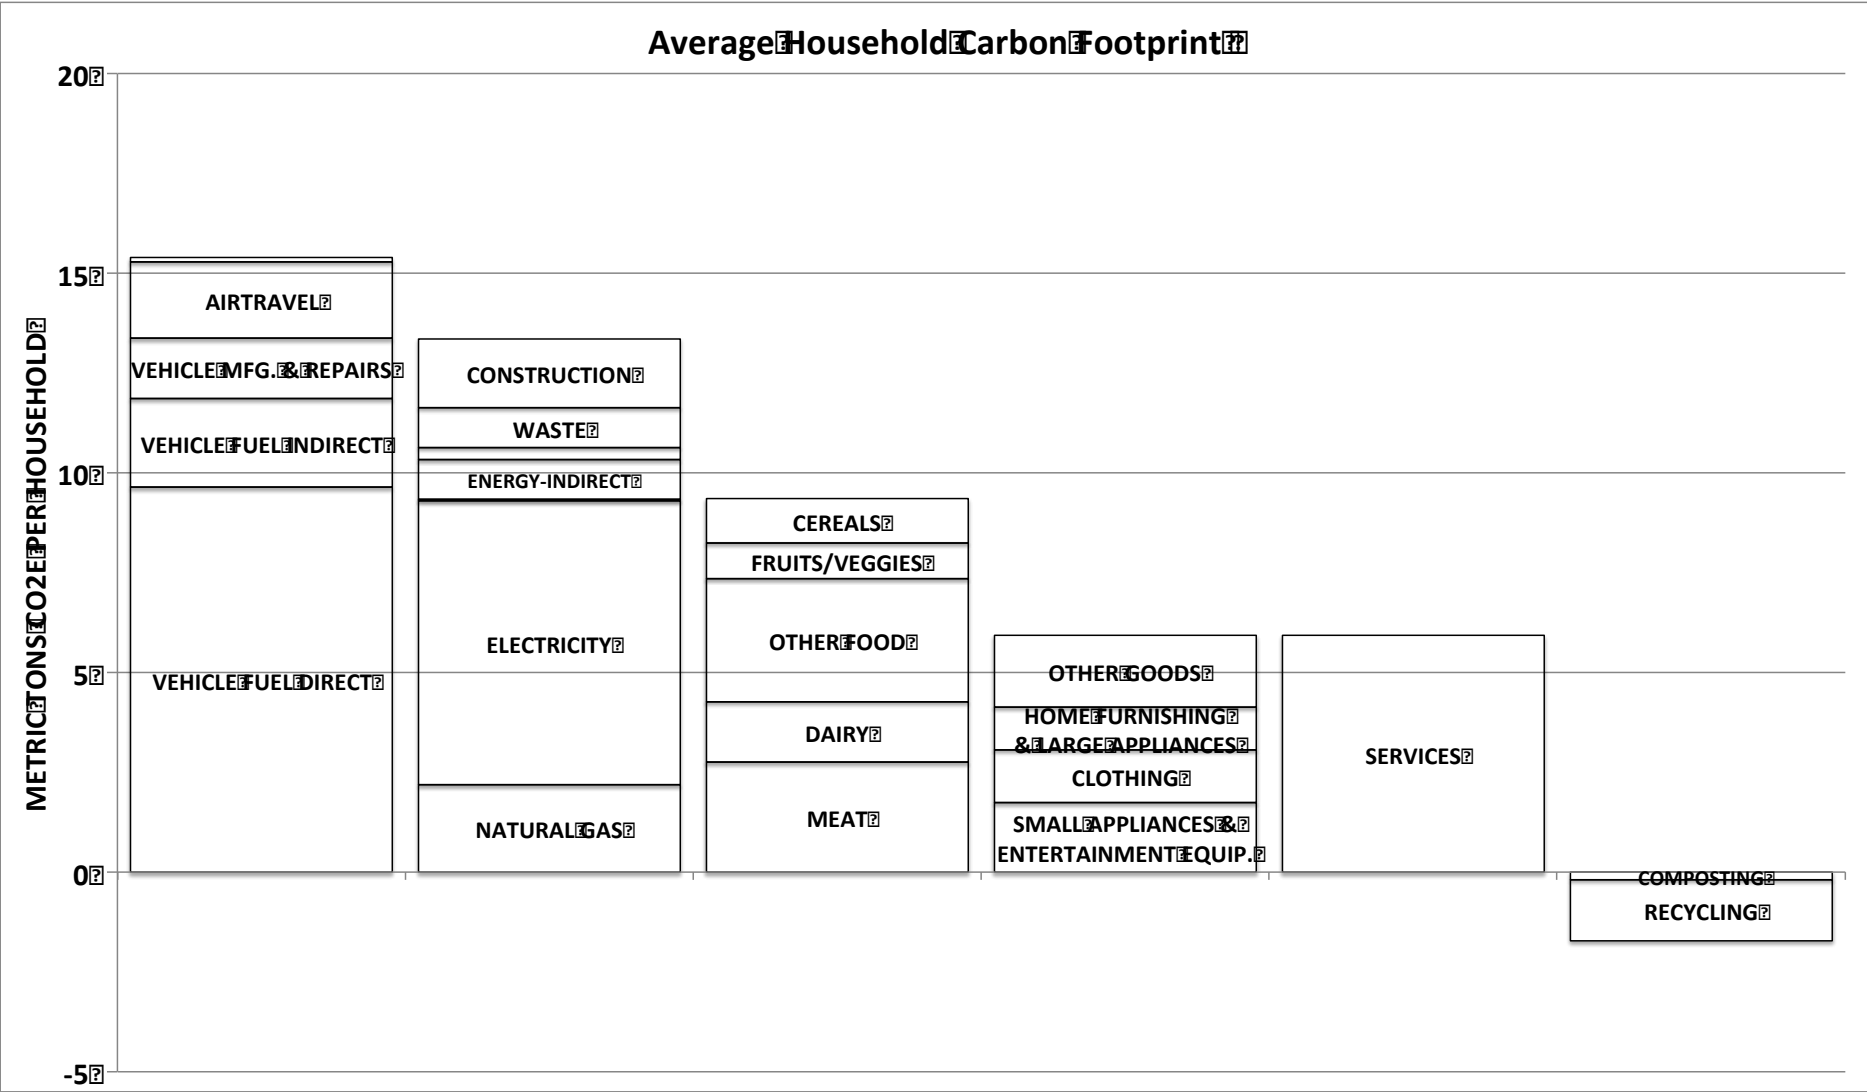 Average Household Carbon Footprint
20
15
10
5
0
-5
METRIC TONS CO2E PER HOUSEHOLD
AIRTRAVEL
VEHICLE MFG. & REPAIRS
VEHICLE FUEL INDIRECT
VEHICLE FUEL DIRECT
CONSTRUCTION
WASTE
ENERGY-INDIRECT
ELECTRICITY
NATURAL GAS
CEREALS
FRUITS/VEGGIES
OTHER FOOD
DAIRY
MEAT
OTHER GOODS
HOME FURNISHING
& LARGE APPLIANCES
CLOTHING
SMALL APPLIANCES &
ENTERTAINMENT EQUIP.
SERVICES
COMPOSTING
RECYCLING